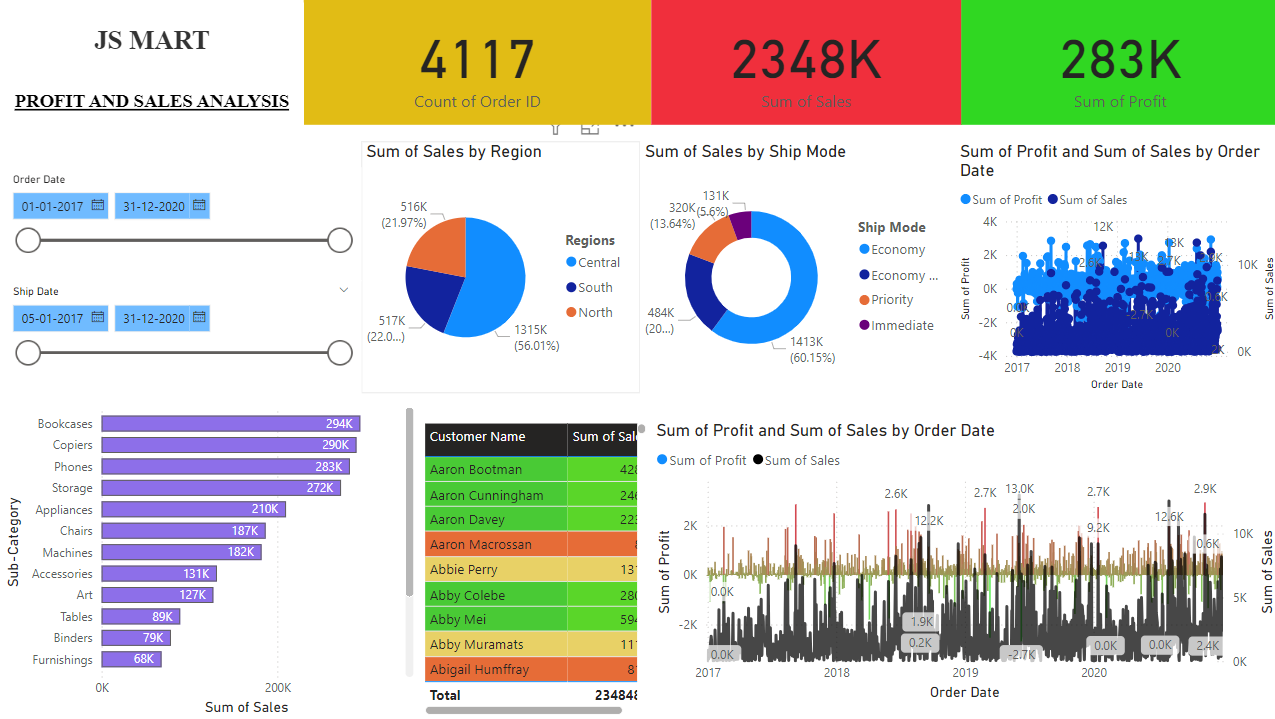 JS MART
PROFIT AND SALES ANALYSIS
4117
Count of Order ID
2348K
Sum of Sales
283K
Sum of Profit
Order Date
01-01-2017
31-12-2020
Ship Date
05-01-2017
31-12-2020
Sum of Sales by Region
516K
(21.97%)
517K
(22.0...)
1315K
(56.01%)
Regions
Central
South
North
Sum of Sales by Ship Mode
131K
(5.6%)
320K
(13.64%)
484K
(20...)
1413K
(60.15%)
Ship Mode
Economy
Economy ...
Priority
Immediate
Sum of Profit and Sum of Sales by Order
Date
Sum of Profit Sum of Sales
Sum of Profit
4K
2K
0K
-2K
-4K
12K
-2.7K
0K
0K
2K
10K
0K
Sum of Sales
2017 2018 2019 2020
Order Date
Sub-Category
Bookcases 294K
Copiers 290K
Phones 283K
Storage 272K
Appliances 210K
Chairs 187K
Machines 182K
Accessories 131K
Art 127K
Tables 89K
Binders 79K
Furnishings 68K
0K 200K
Sum of Sales
Customer Name Sum of Sal
Aaron Bootman 428
Aaron Cunningham 246
Aaron Davey 223
Aaron Macrossan
Abbie Perry 131
Abby Colebe 280
Abby Mei 594
Abby Muramats 111
Abigail Humffray 81
Total 234848
Sum of Profit and Sum of Sales by Order Date
Sum of Profit Sum of Sales
Sum of Profit
2K
0K
-2K
2.6K
12.2K
2.7K
13.0K
2.0K
2.7K
9.2K
12.6K
2.9K
0.6K
0.0K
0.0K
1.9K
0.2K
-2.7K
0.0K
0.0K
2.4K
10K
5K
0K
Sum of Sales
2017 2018 2019 2020
Order Date